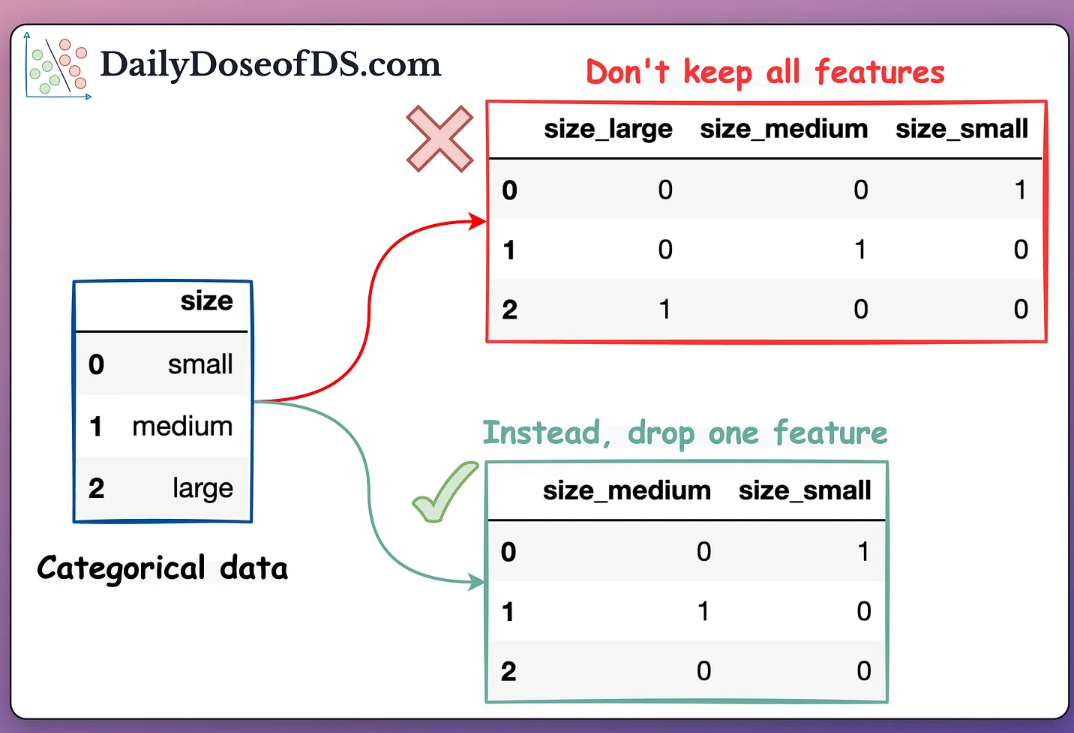 DailyDoseofDS.com
Don't keep all features
size_large size_medium size_small
0 0 0 1
1 0 1 0
2 1 0 0
size
0 small
1 medium
2 large
Categorical data
Instead, drop one feature
size_medium size_small
0 0 1
1 1 0
2 0 0